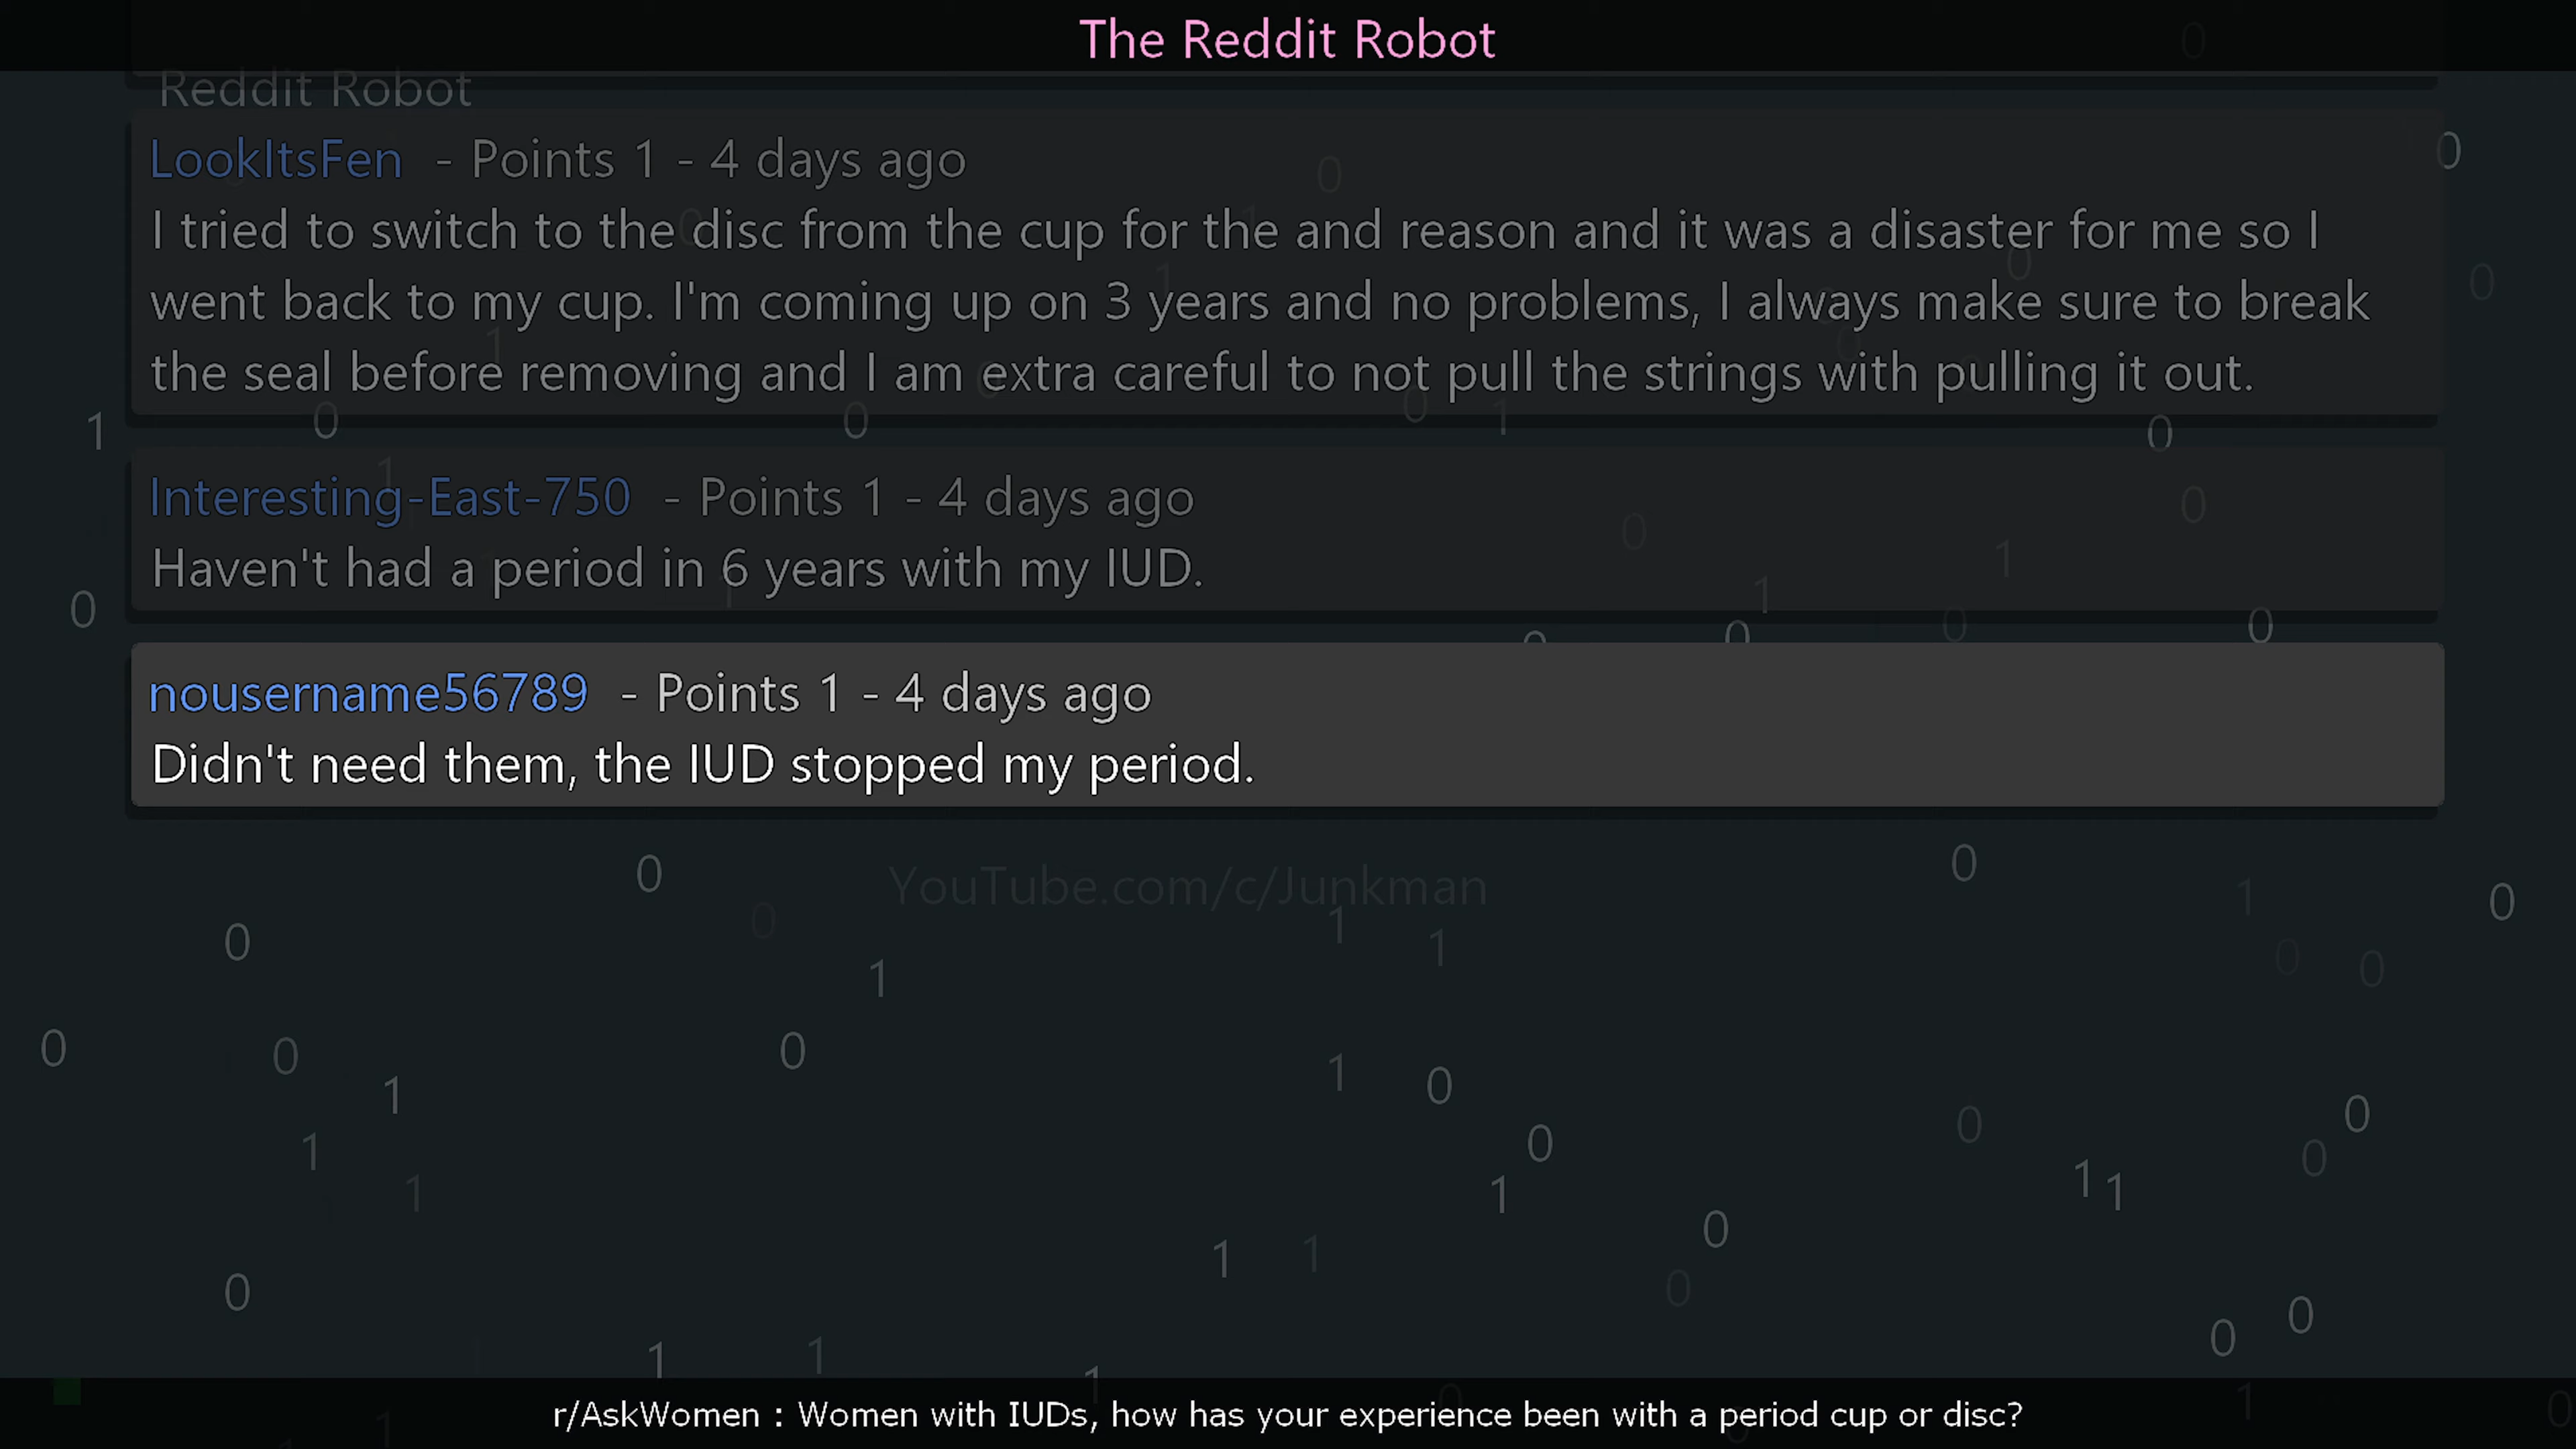 The Reddit Robot
Reddit Robot
LookItsFen - Points 1 - 4 days ago
I tried to switch to the disc from the cup for the and reason and it was a disaster for me so I
went back to my cup. I'm coming up on 3 years and no problems, I always make sure to break
the seal before removing and I am extra careful to not pull the strings with pulling it out.
Interesting-East-750 - Points 1 - 4 days ago
Haven't had a period in 6 years with my IUD.
nousername56789 - Points 1 - 4 days ago
Didn't need them, the IUD stopped my period.
YouTube.com/c/Junkman
r/AskWomen : Women with IUDs, how has your experience been with a period cup or disc?